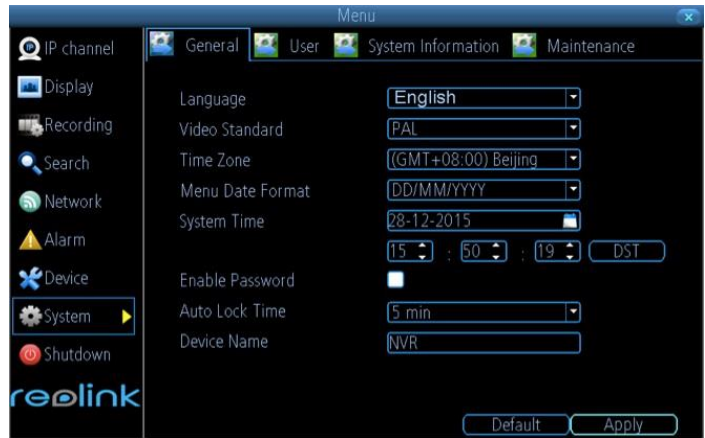 Menu
IP channel
Display
Recording
Search
Network
Alarm
Device
System
Shutdown
reolink
General User System Information Maintenance
Language English
Video Standard PAL
Time Zone (GMT+08:00) Beijing
Menu Date Format DD/MM/YYYY
System Time 28-12-2015
15 : 50 : 19 DST
Enable Password
Auto Lock Time 5 min
Device Name NVR
Default Apply